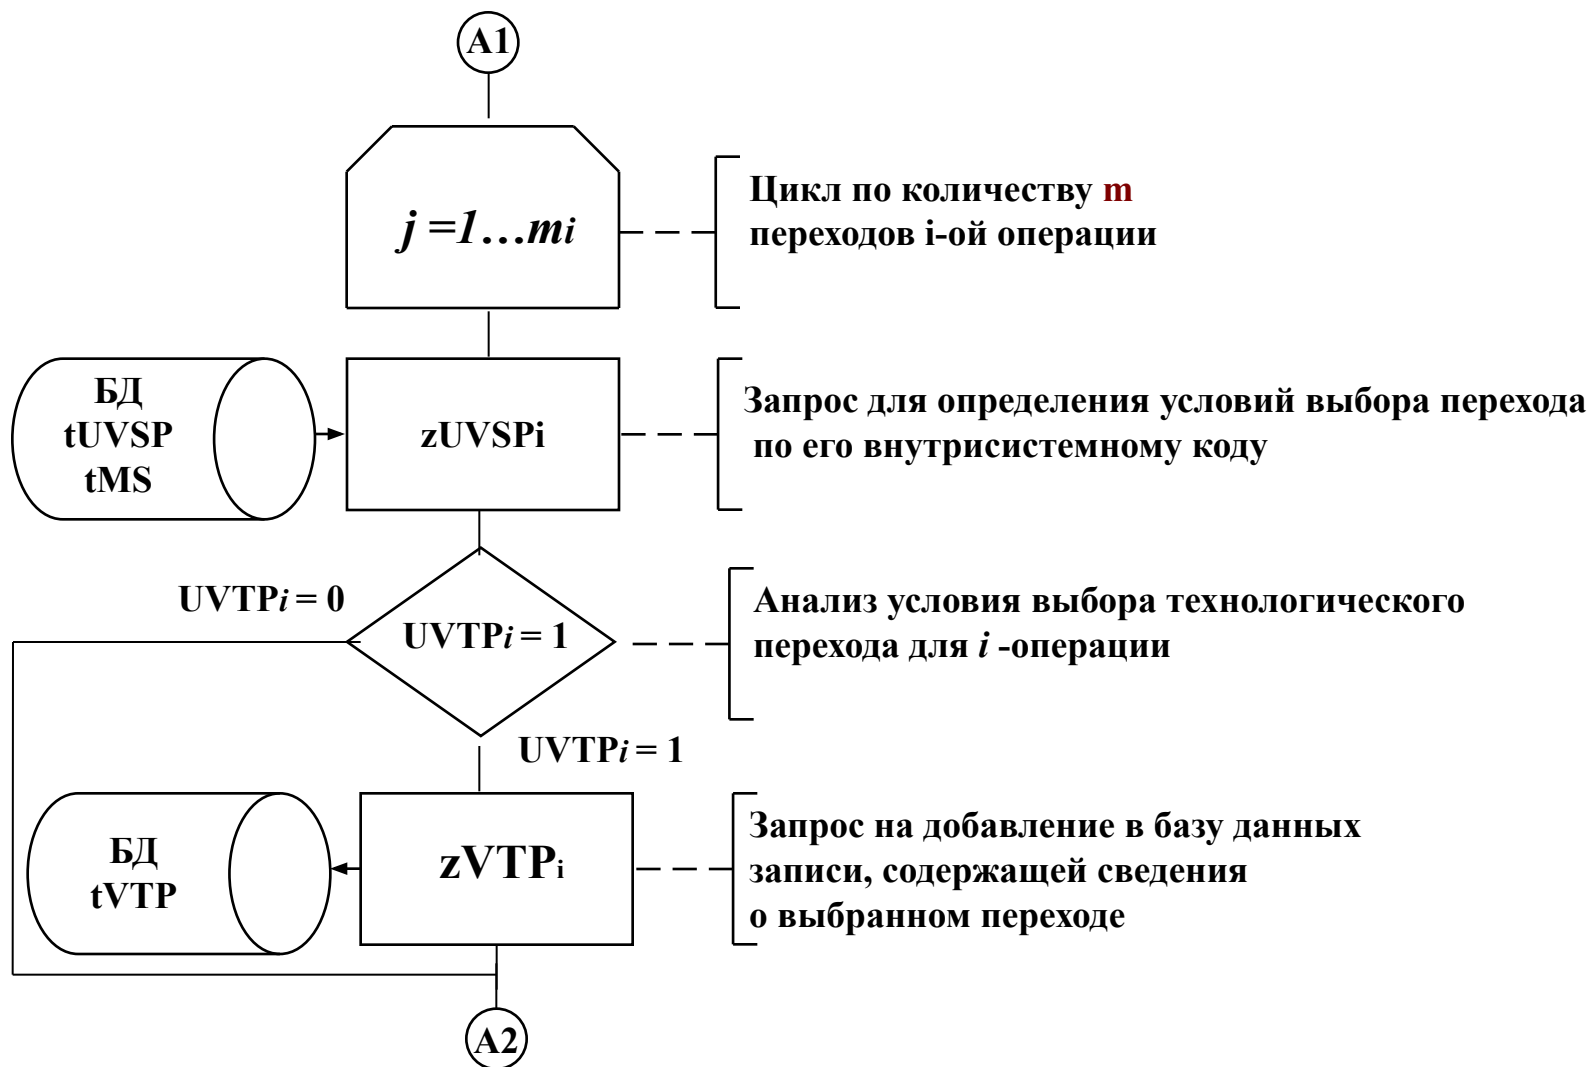 A1
j =1...mi
Цикл по количеству m
переходов i-ой операции
БД
tUVSP
tMS
zUVSPi
Запрос для определения условий выбора перехода
по его внутрисистемному коду
UVTPi = 0
UVTPi = 1
Анализ условия выбора технологического
перехода для i -операции
UVTPi = 1
БД
tVTP
zVTPi
Запрос на добавление в базу данных
записи, содержащей сведения
о выбранном переходе
A2